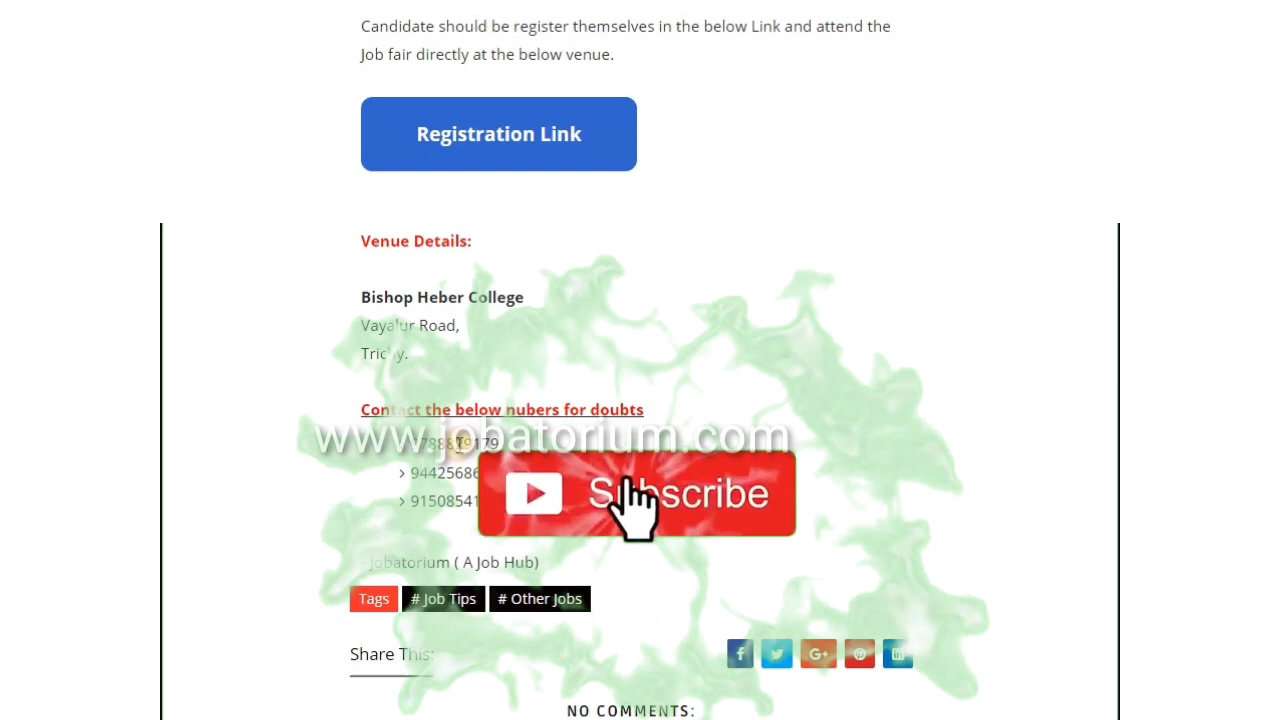 Candidate should be register themselves in the below Link and attend the
Job fair directly at the below venue.
Registration Link
Venue Details:
Bishop Heber College
Vayalur Road,
Trichy.
Contact the below nubers for doubts
www.jobatorium.com
Subscribe
Jobatorium ( A Job Hub)
Tags # Job Tips # Other Jobs
Share This:
NO COMMENTS: